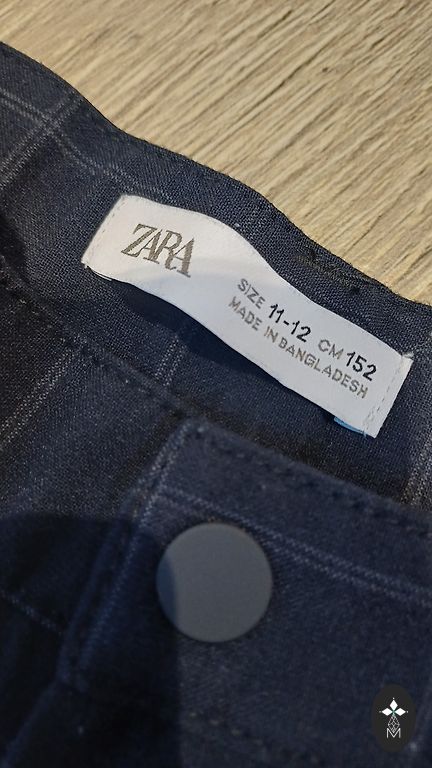 ZARA
SIZE 11-12 CM 152
MADE IN BANGLADESH
M